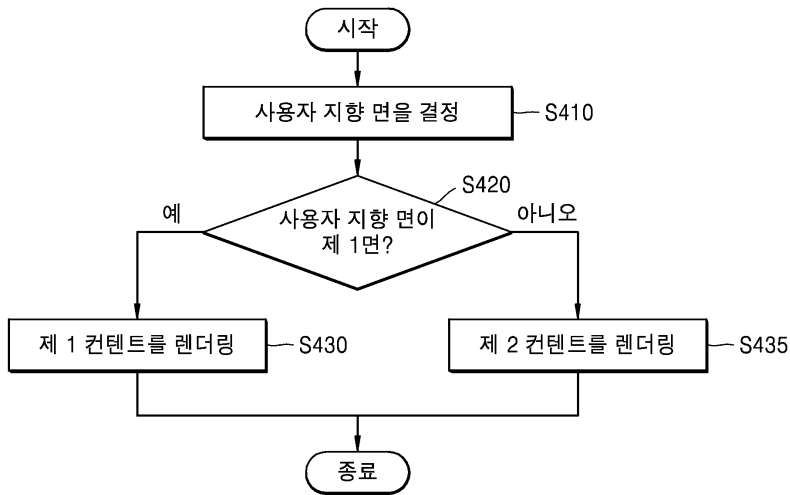 시작
사용자 지향 면을 결정
S410
S420
예
사용자 지향 면이
제 1면?
아니오
제 1 컨텐트를 렌더링
S430
제 2 컨텐트를 렌더링
S435
종료